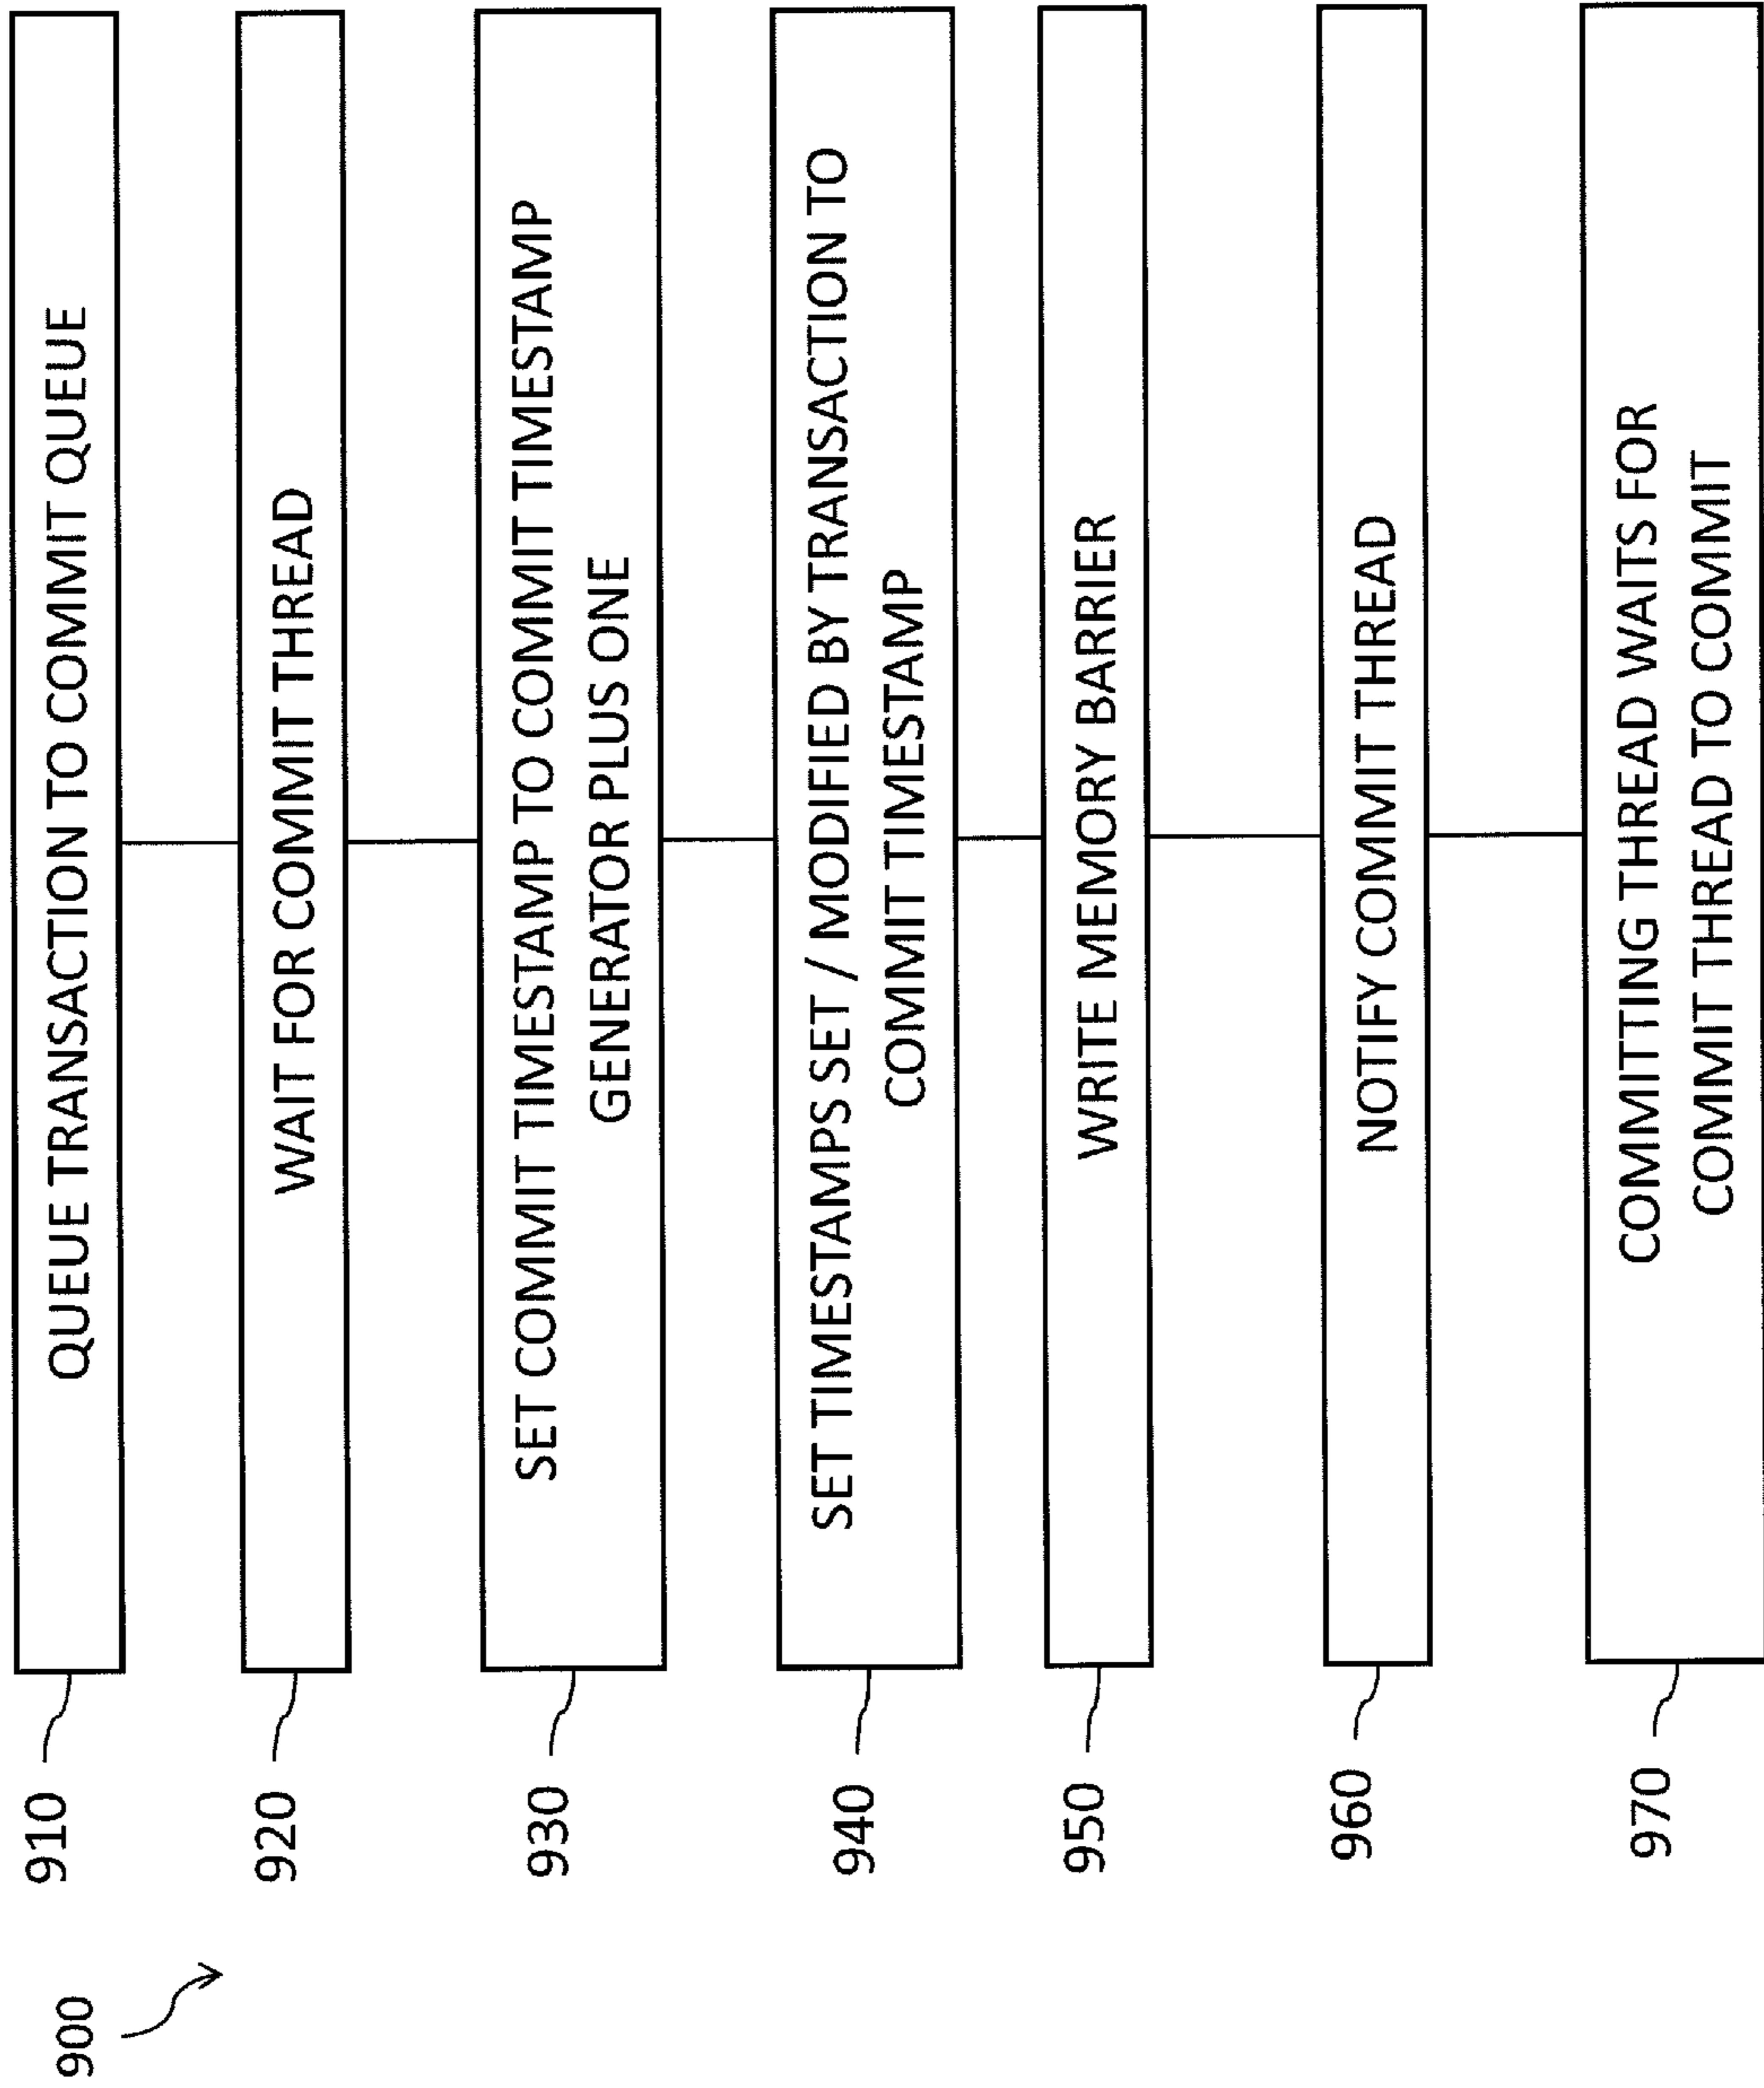 900
910
QUEUE TRANSACTION TO COMMIT QUEUE
920
WAIT FOR COMMIT THREAD
930
SET COMMIT TIMESTAMP TO COMMIT TIMESTAMP
GENERATOR PLUS ONE
940
SET TIMESTAMPS SET / MODIFIED BY TRANSACTION TO
COMMIT TIMESTAMP
950
WRITE MEMORY BARRIER
960
NOTIFY COMMIT THREAD
970
COMMITTING THREAD WAITS FOR
COMMIT THREAD TO COMMIT